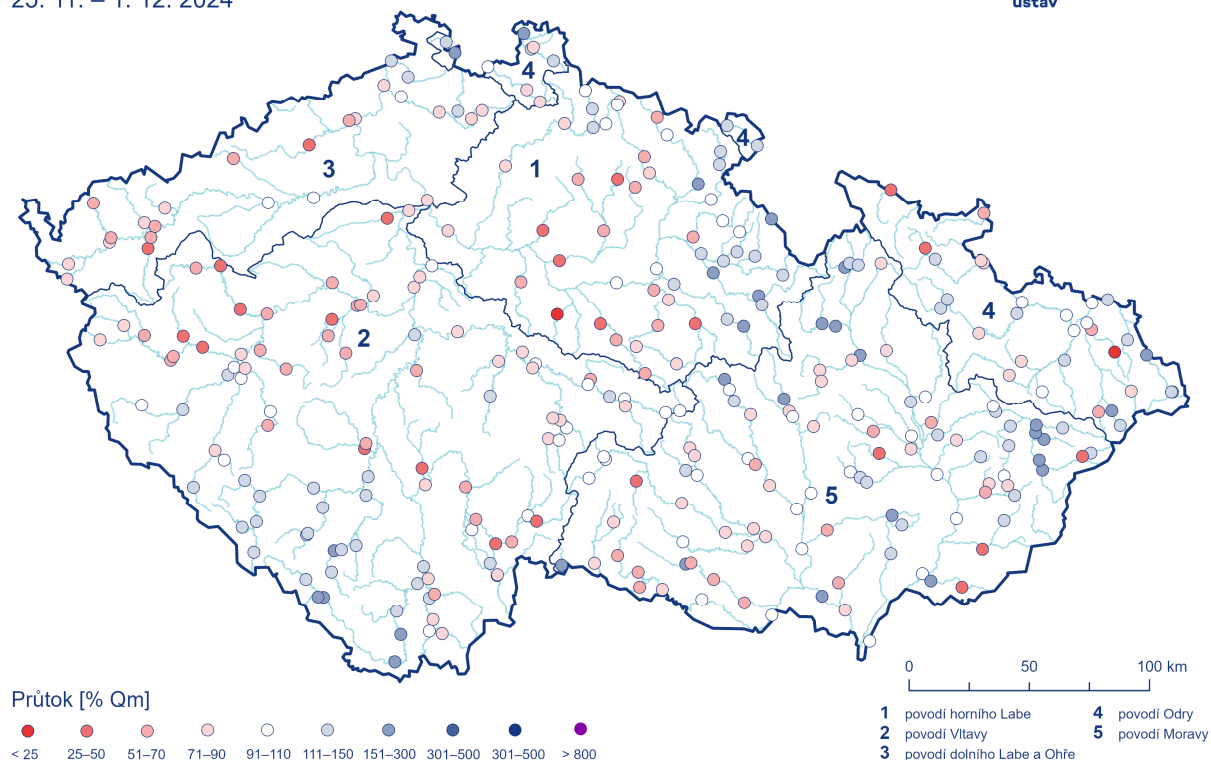 25. 11. – 1. 12. 2024
ústav
4
4
3
1
4
2
5
0 50 100 km
Průtok [% Qm]
< 25 25–50 51–70 71–90 91–110 111–150 151–300 301–500 301–500 > 800
1 povodí horního Labe
2 povodí Vltavy
3 povodí dolního Labe a Ohře
4 povodí Odry
5 povodí Moravy